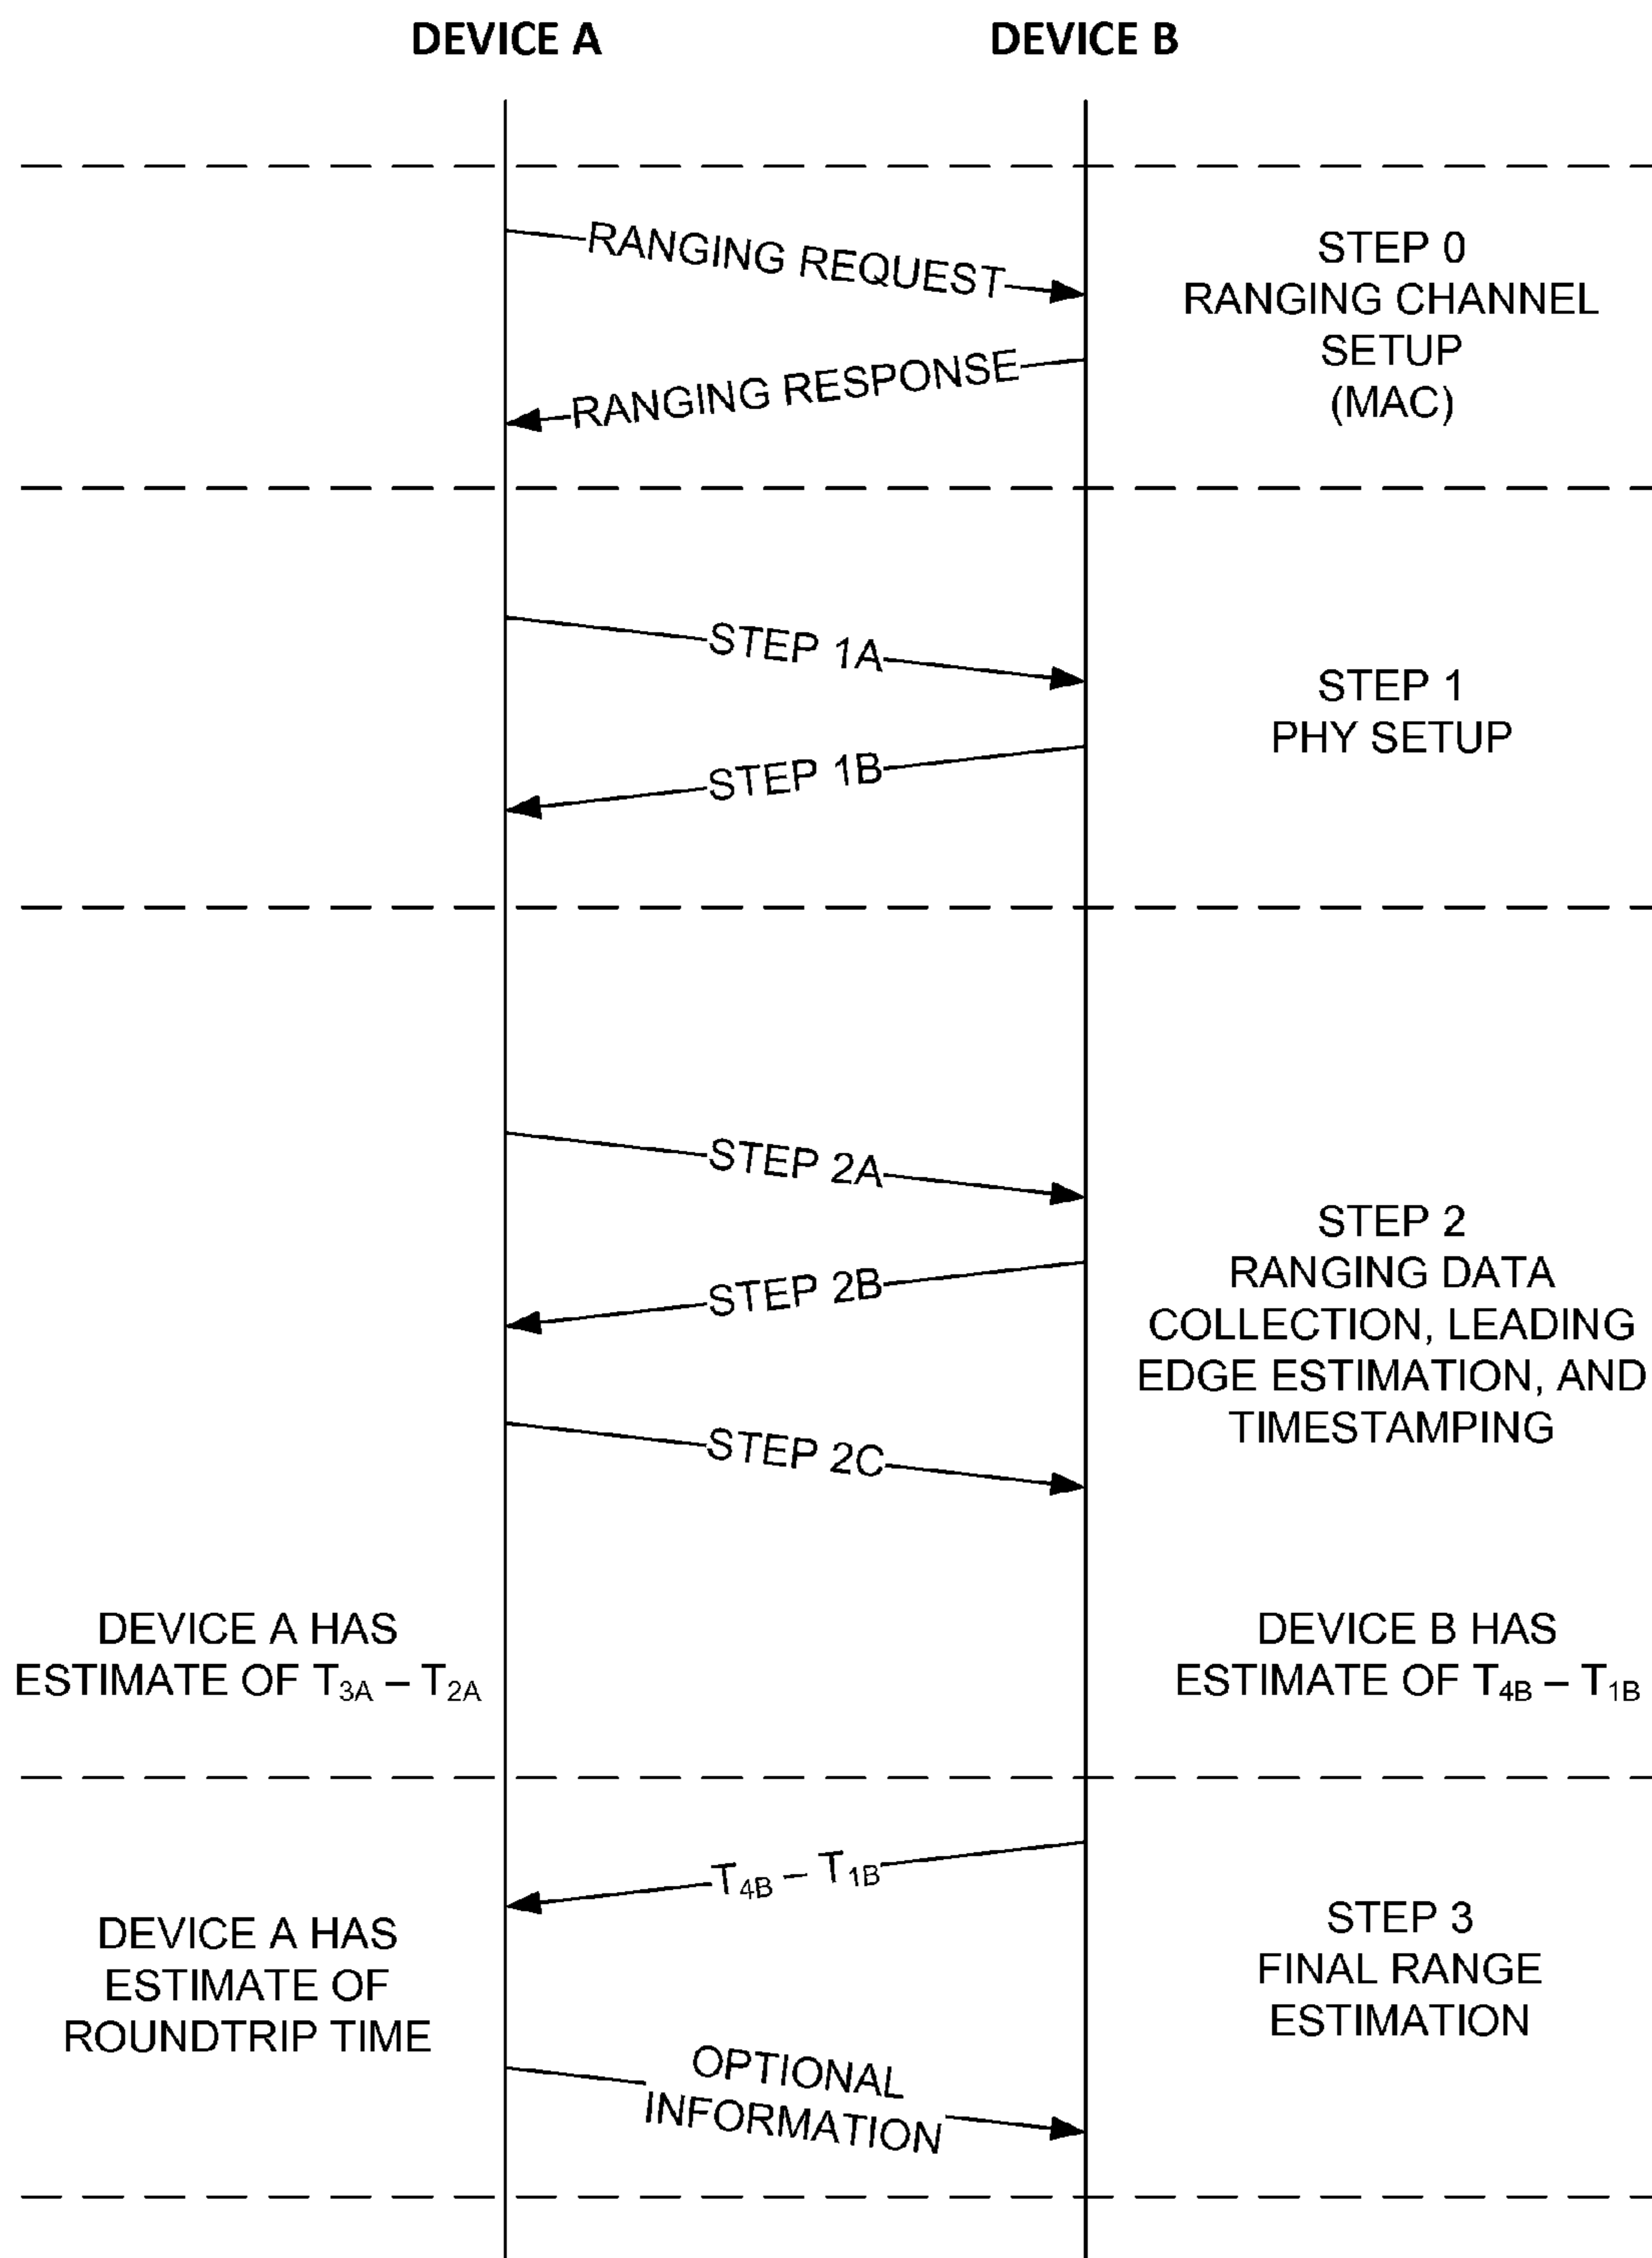 DEVICE A
DEVICE B
RANGING REQUEST
RANGING RESPONSE
STEP 0
RANGING CHANNEL
SETUP
(MAC)
STEP 1A
STEP 1B
STEP 1
PHY SETUP
STEP 2A
STEP 2B
STEP 2C
STEP 2
RANGING DATA
COLLECTION, LEADING
EDGE ESTIMATION, AND
TIMESTAMPING
DEVICE A HAS
ESTIMATE OF T3A – T2A
DEVICE B HAS
ESTIMATE OF T4B – T1B
T4B – T1B
DEVICE A HAS
ESTIMATE OF
ROUNDTRIP TIME
STEP 3
FINAL RANGE
ESTIMATION
OPTIONAL
INFORMATION